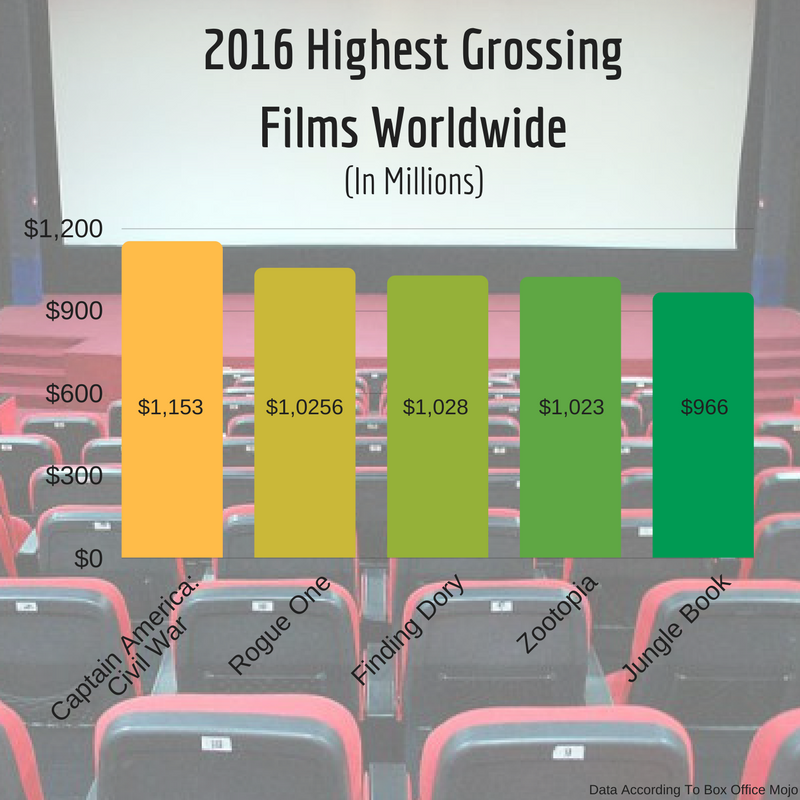 2016 Highest Grossing
Films Worldwide
(In Millions)
$1,200
$900
$600
$300
$0
$1,153
$1,0256
$1,028
$1,023
$966
Captain America:
Civil War
Rogue One
Finding Dory
Zootopia
Jungle Book
Data According To Box Office Mojo